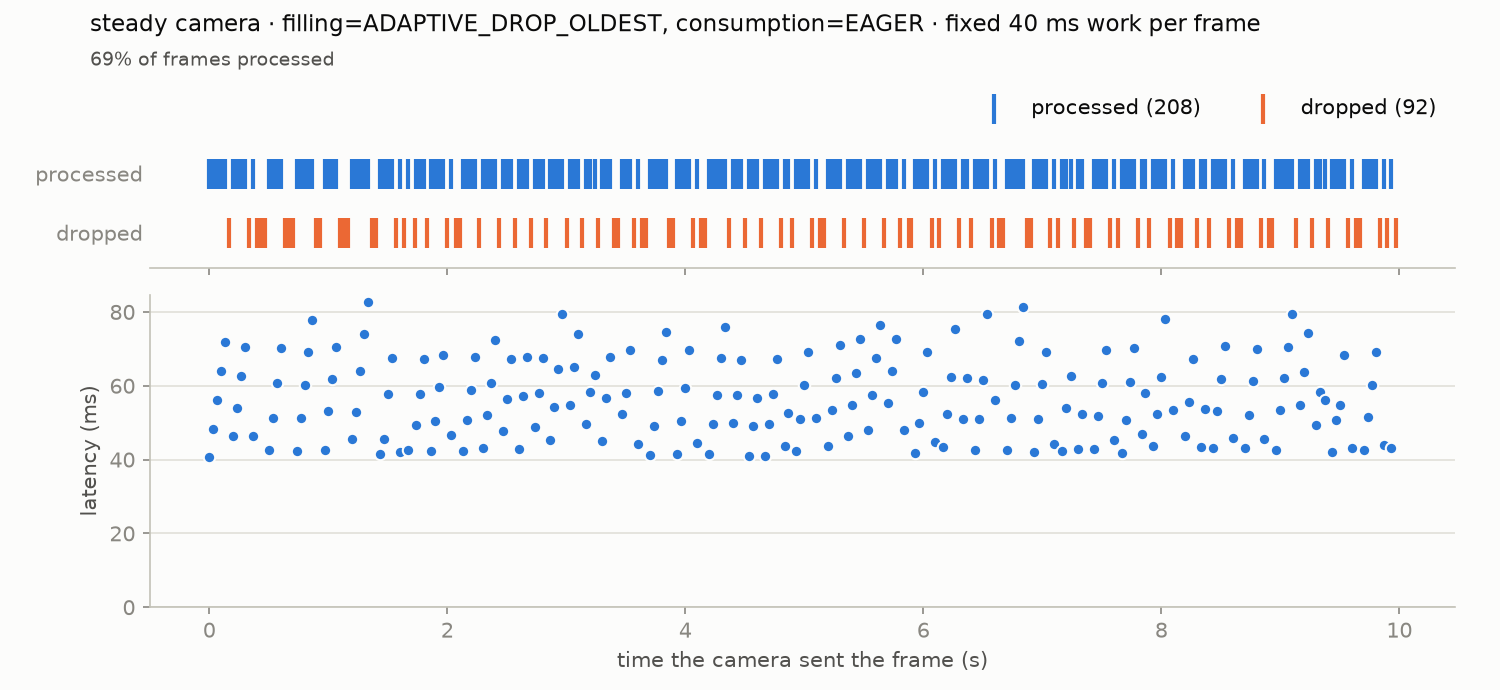 steady camera · filling=ADAPTIVE_DROP_OLDEST, consumption=EAGER · fixed 40 ms work per frame
69% of frames processed
processed (208)
dropped (92)
processed
dropped
80
60
40
20
0
latency (ms)
0 2 4 6 8 10
time the camera sent the frame (s)